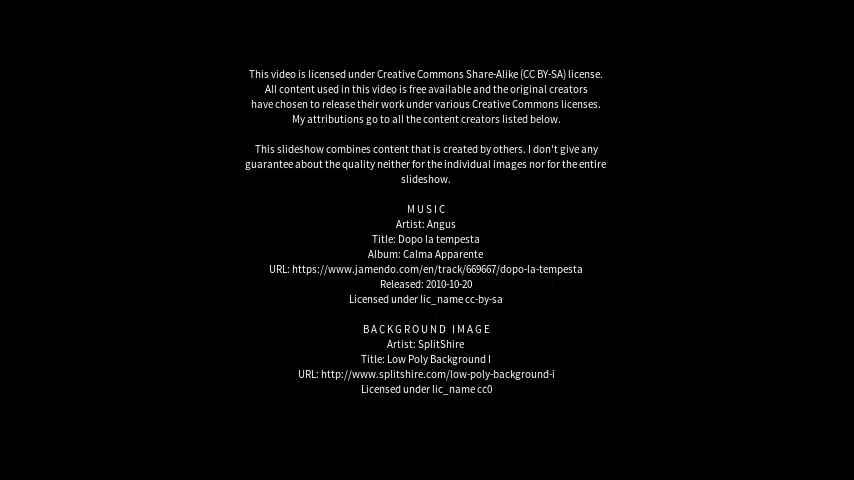 This video is licensed under Creative Commons Share-Alike (CC BY-SA) license.
All content used in this video is free available and the original creators
have chosen to release their work under various Creative Commons licenses.
My attributions go to all the content creators listed below.
This slideshow combines content that is created by others. I don't give any
guarantee about the quality neither for the individual images nor for the entire
slideshow.
MUSIC
Artist: Angus
Title: Dopo la tempesta
Album: Calma Apparente
URL: https://www.jamendo.com/en/track/669667/dopo-la-tempesta
Released: 2010-10-20
Licensed under lic_name cc-by-sa
BACKGROUND IMAGE
Artist: SplitShire
Title: Low Poly Background I
URL: http://www.splitshire.com/low-poly-background-i
Licensed under lic_name cc0